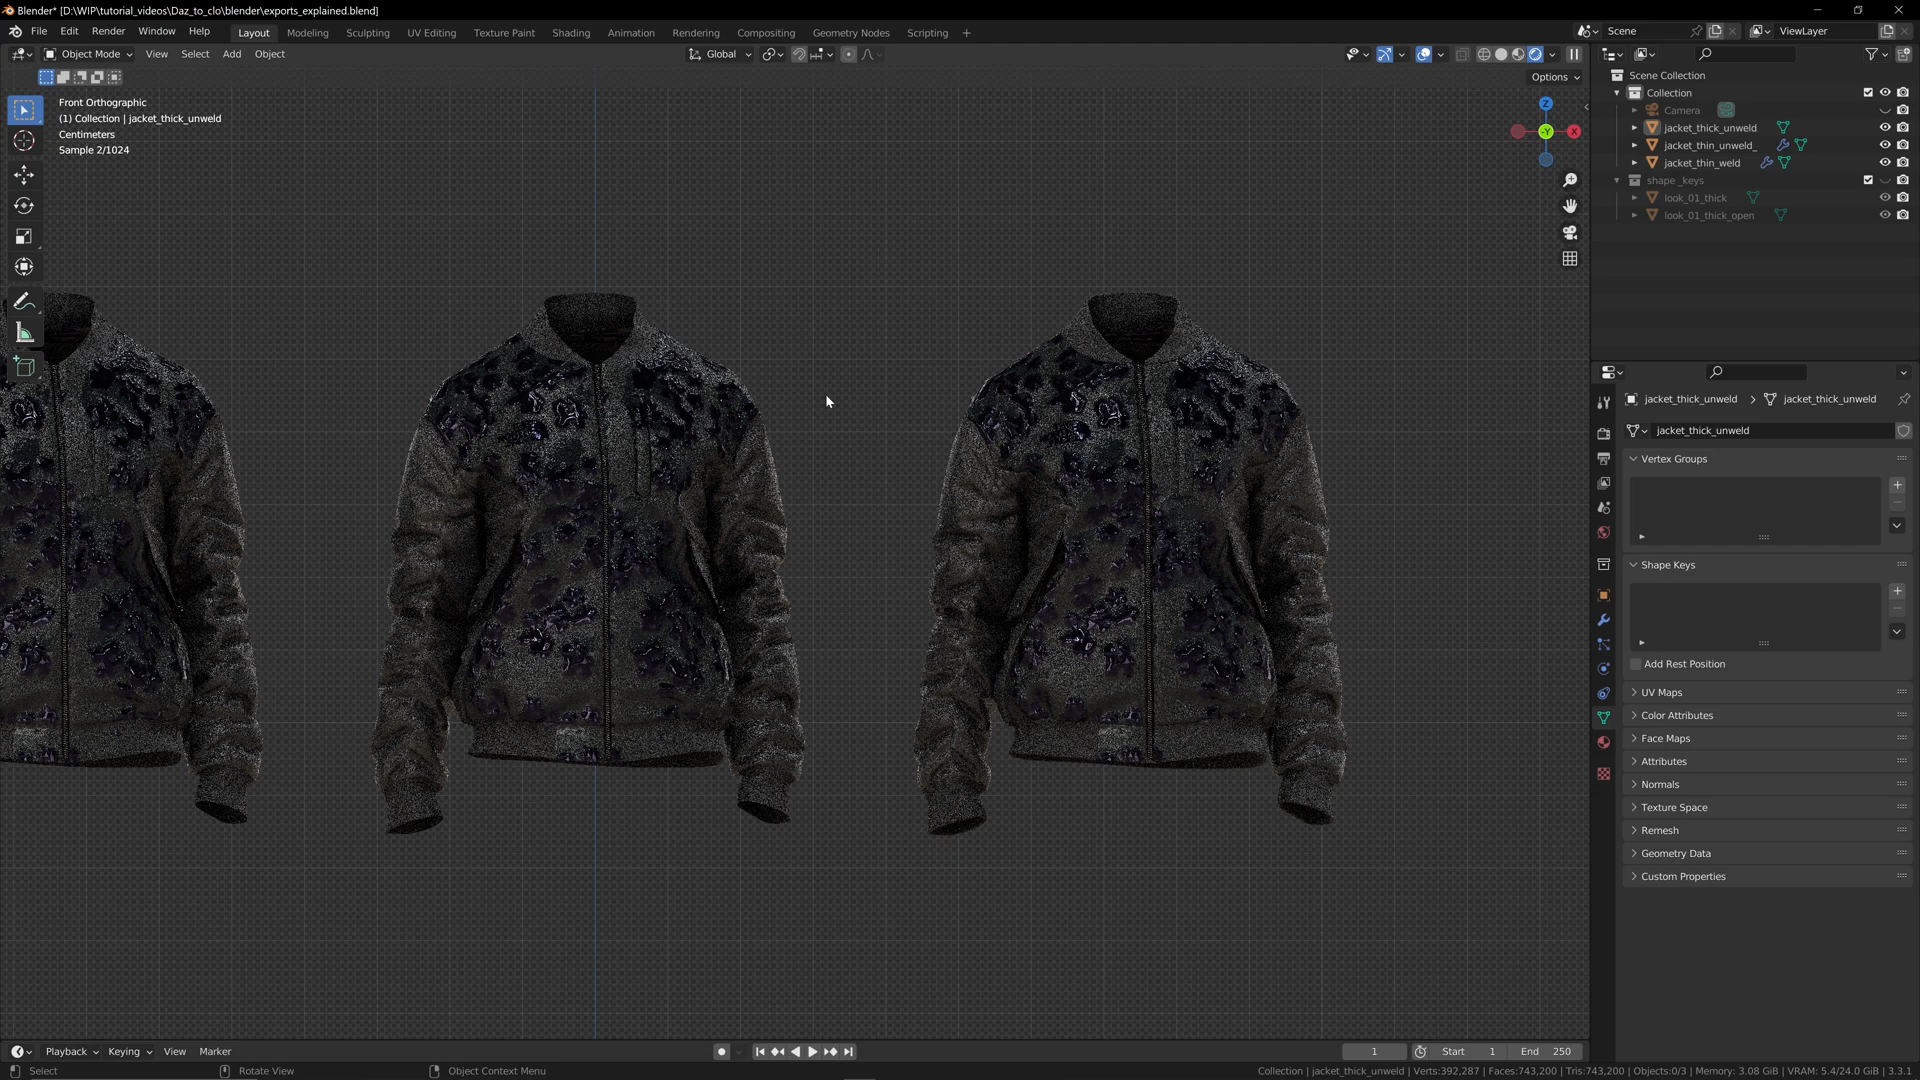 Blender* [D:\WIP\tutorial_videos\Daz_to_clo\blender\exports_explained.blend]
File Edit Render Window Help Layout Modeling Sculpting UV Editing Texture Paint Shading Animation Rendering Compositing Geometry Nodes Scripting + Scene ViewLayer
Object Mode View Select Add Object Global
Options
Front Orthographic
(1) Collection | jacket_thick_unweld
Centimeters
Sample 2/1024
Z
-Y
X
Scene Collection
Collection
Camera
jacket_thick_unweld
jacket_thin_unweld_
jacket_thin_weld
shape _keys
look_01_thick
look_01_thick_open
jacket_thick_unweld > jacket_thick_unweld
jacket_thick_unweld
Vertex Groups
Shape Keys
Add Rest Position
UV Maps
Color Attributes
Face Maps
Attributes
Normals
Texture Space
Remesh
Geometry Data
Custom Properties
Playback Keying View Marker 1 Start 1 End 250
Select Rotate View Object Context Menu Collection | jacket_thick_unweld | Verts:392,287 | Faces:743,200 | Tris:743,200 | Objects:0/3 | Memory: 3.08 GiB | VRAM: 5.4/24.0 GiB | 3.3.1